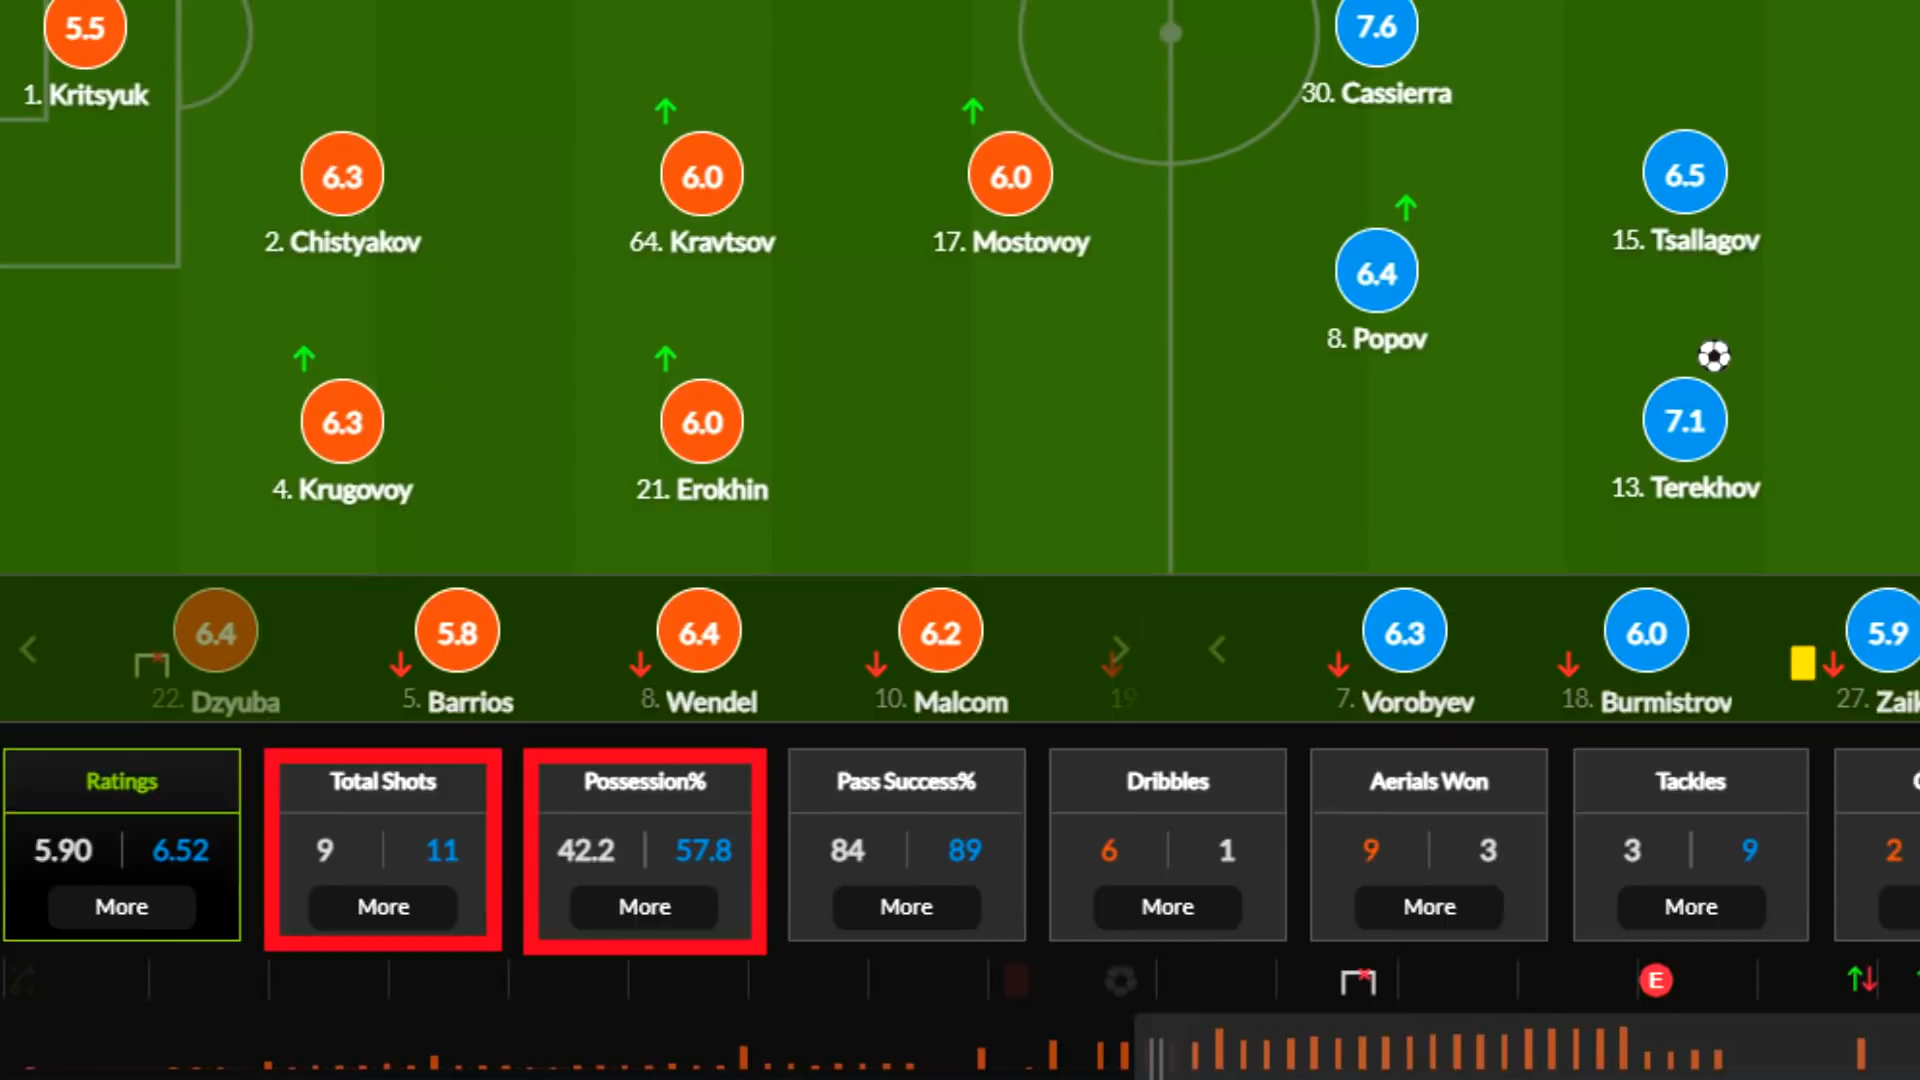 5.5
7.6
1. Kritsyuk
30. Cassierra
6.3
6.0
6.0
6.5
2. Chistyakov
64. Kravtsov
17. Mostovoy
15. Tsallagov
6.4
8. Popov
6.3
6.0
7.1
4. Krugovoy
21. Erokhin
13. Terekhov
6.4
5.8
6.4
6.2
6.3
6.0
5.9
22. Dzyuba
5. Barrios
8. Wendel
10. Malcom
19
7. Vorobyev
18. Burmistrov
27. Zaik
Ratings
Total Shots
Possession%
Pass Success%
Dribbles
Aerials Won
Tackles
5.90 | 6.52
9 | 11
42.2 | 57.8
84 | 89
6 | 1
9 | 3
3 | 9
2
More
More
More
More
More
More
More
E